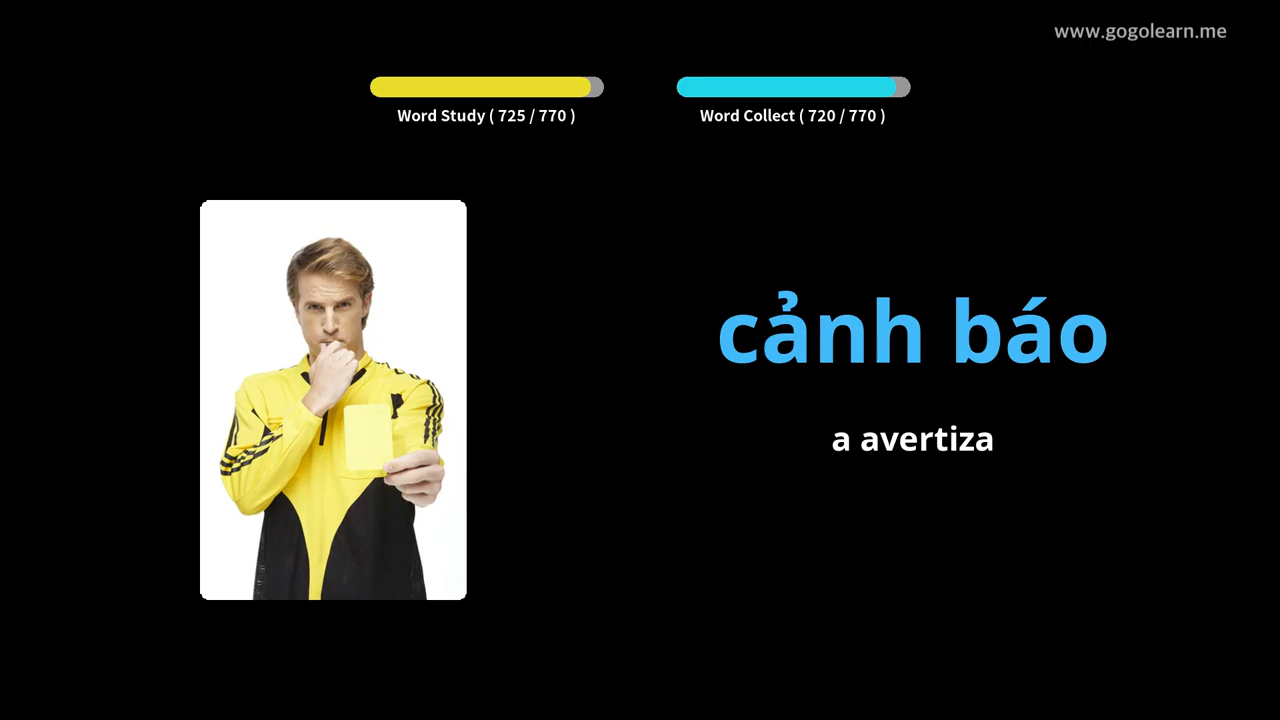 www.gogolearn.me
Word Study ( 725 / 770 )
Word Collect ( 720 / 770 )
cảnh báo
a avertiza